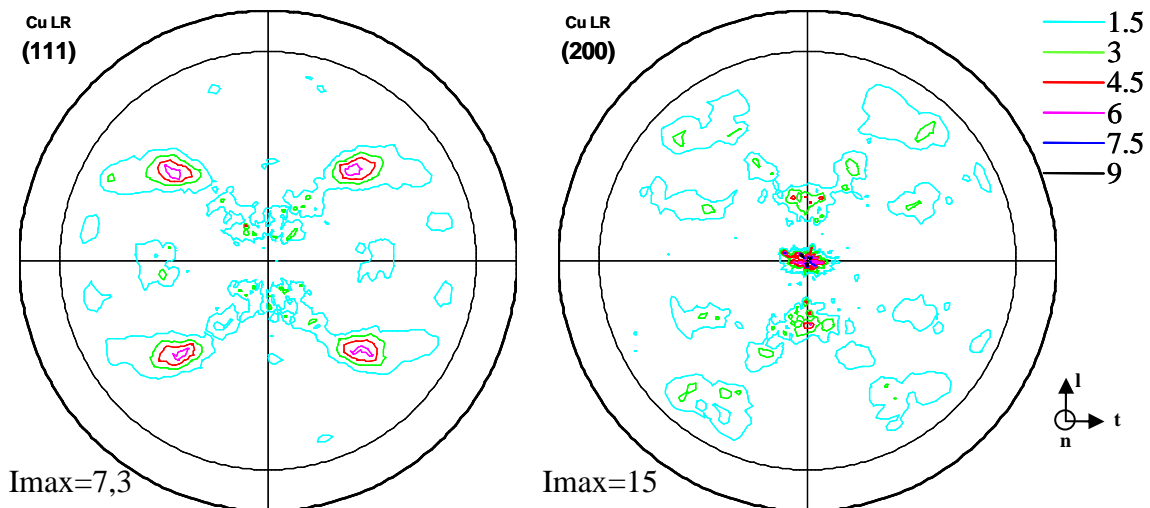 Cu LR
(111)
Imax=7,3
Cu LR
(200)
Imax=15
1.5
3
4.5
6
7.5
9
l
t
n